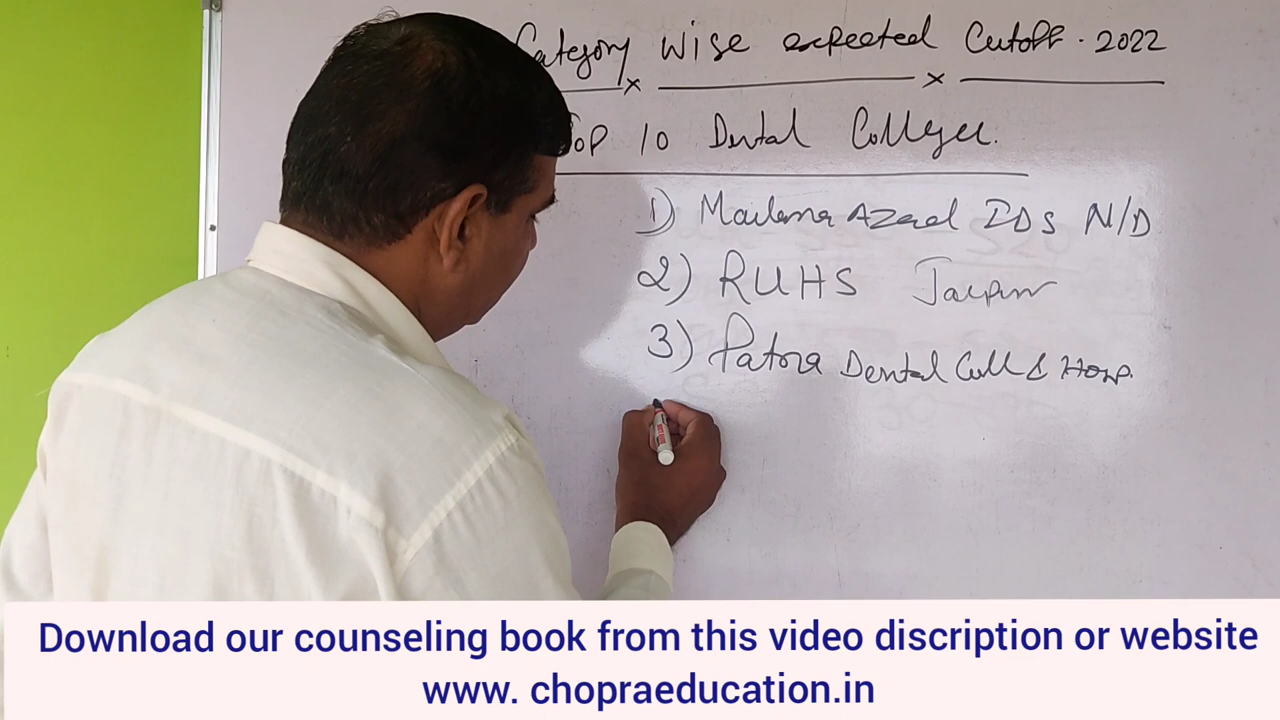 Category Wise expected Cutoff - 2022
Top 10 Dental Colleges.
1) Maulana Azad IDS N/D
2) RUHS Jaipur
3) Patna Dental Coll & Hosp.
Download our counseling book from this video discription or website
www. chopraeducation.in